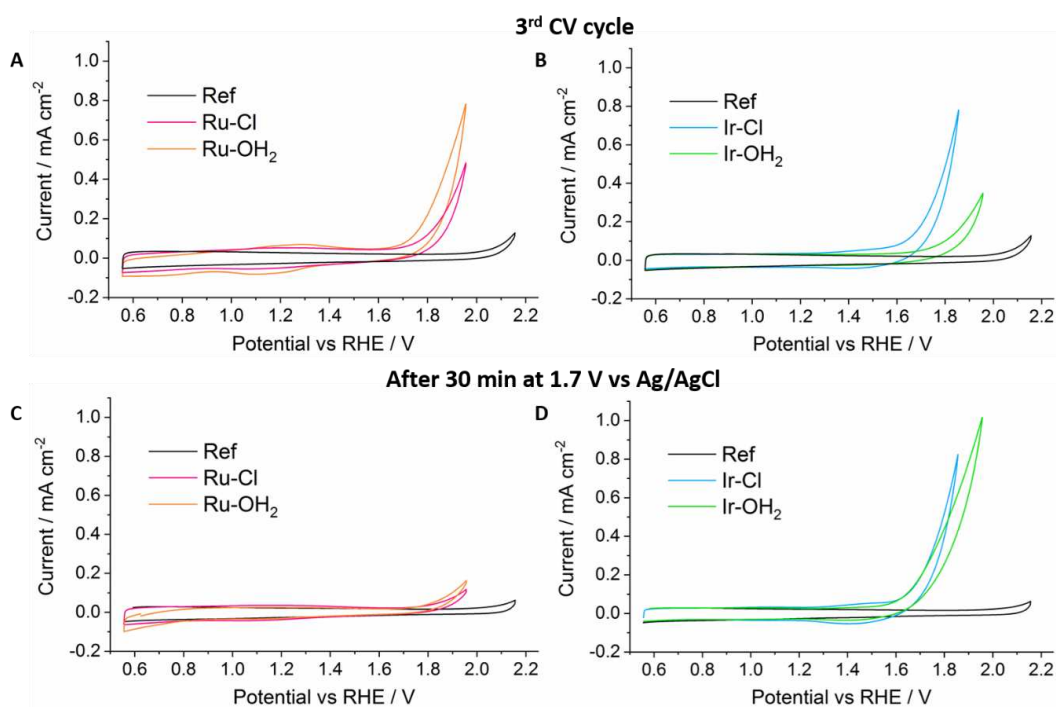 3rd CV cycle
A
1.0
0.8
0.6
0.4
0.2
0.0
-0.2
Current / mA cm-2
Ref
Ru-Cl
Ru-OH2
0.6 0.8 1.0 1.2 1.4 1.6 1.8 2.0 2.2
Potential vs RHE / V
B
1.0
0.8
0.6
0.4
0.2
0.0
-0.2
Current / mA cm-2
Ref
Ir-Cl
Ir-OH2
0.6 0.8 1.0 1.2 1.4 1.6 1.8 2.0 2.2
Potential vs RHE / V
After 30 min at 1.7 V vs Ag/AgCl
C
1.0
0.8
0.6
0.4
0.2
0.0
-0.2
Current / mA cm-2
Ref
Ru-Cl
Ru-OH2
0.6 0.8 1.0 1.2 1.4 1.6 1.8 2.0 2.2
Potential vs RHE / V
D
1.0
0.8
0.6
0.4
0.2
0.0
-0.2
Current / mA cm-2
Ref
Ir-Cl
Ir-OH2
0.6 0.8 1.0 1.2 1.4 1.6 1.8 2.0 2.2
Potential vs RHE / V